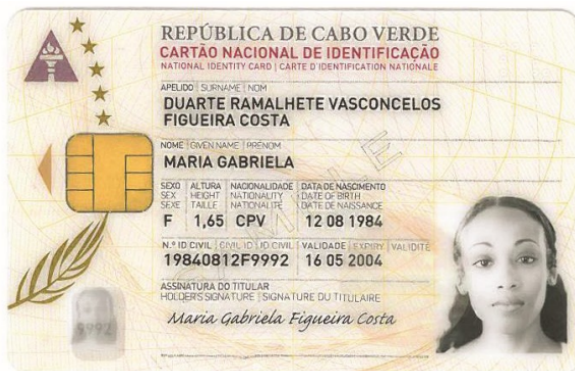 REPÚBLICA DE CABO VERDE
CARTÃO NACIONAL DE IDENTIFICAÇÃO
NATIONAL IDENTITY CARD | CARTE D'IDENTIFICATION NATIONALE
APELIDO | SURNAME | NOM
DUARTE RAMALHETE VASCONCELOS
FIGUEIRA COSTA
NOME | GIVEN NAME | PRÉNOM
MARIA GABRIELA
SEXO ALTURA NACIONALIDADE DATA DE NASCIMENTO
SEX HEIGHT NATIONALITY DATE OF BIRTH
SEXE TAILLE NATIONALITÉ DATE DE NAISSANCE
F 1,65 CPV 12 08 1984
N.º ID CIVIL | CIVIL ID | ID CIVIL VALIDADE | EXPIRY | VALIDITÉ
19840812F9992 16 05 2004
ASSINATURA DO TITULAR
HOLDER'S SIGNATURE | SIGNATURE DU TITULAIRE
Maria Gabriela Figueira Costa
SAMPLE
9992